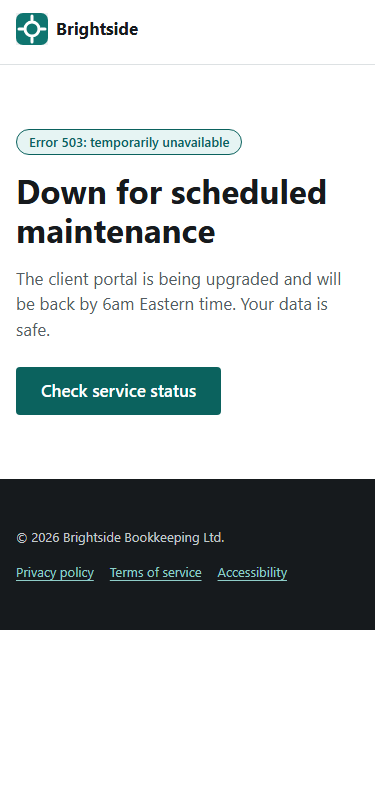 Brightside
Error 503: temporarily unavailable
Down for scheduled
maintenance
The client portal is being upgraded and will
be back by 6am Eastern time. Your data is
safe.
Check service status
© 2026 Brightside Bookkeeping Ltd.
Privacy policy Terms of service Accessibility